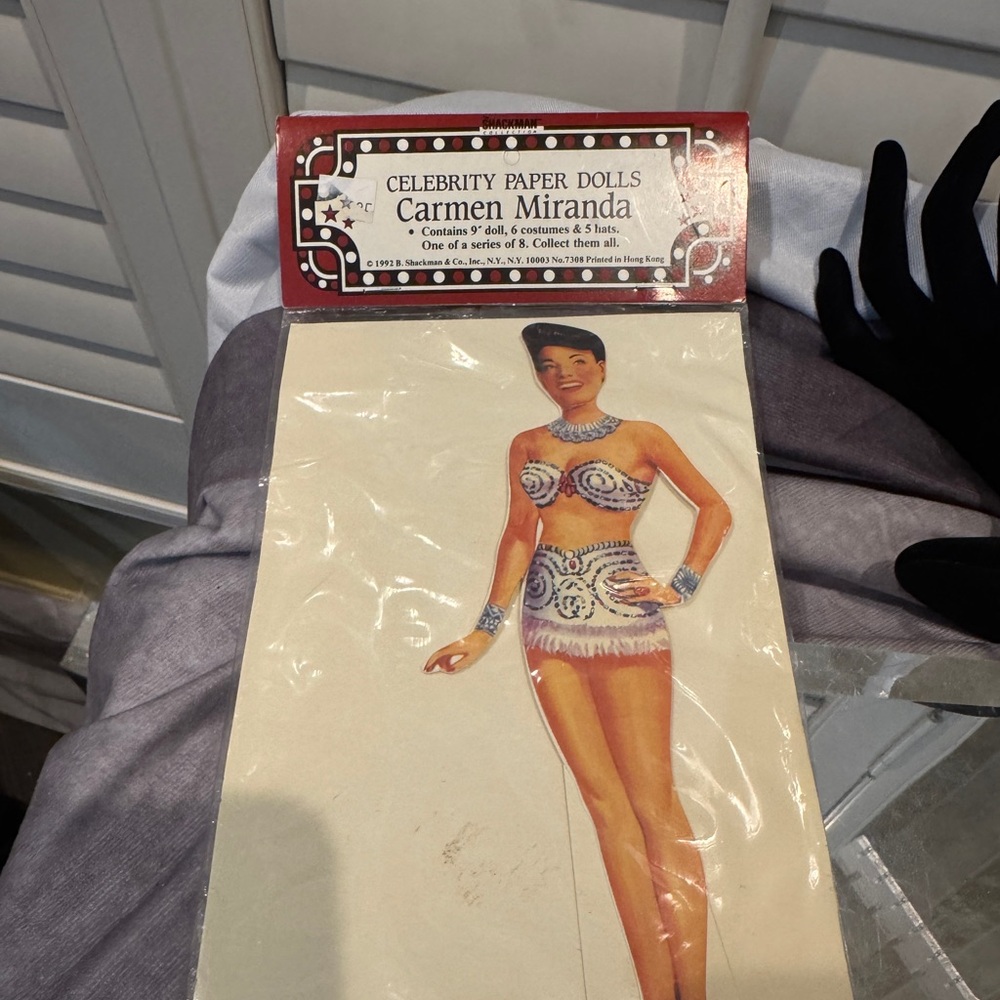 SHACKMAN
COLLECTION
CELEBRITY PAPER DOLLS
Carmen Miranda
• Contains 9" doll, 6 costumes & 5 hats.
One of a series of 8. Collect them all.
© 1992 B. Shackman & Co., Inc., N.Y., N.Y. 10003 No.7308 Printed in Hong Kong